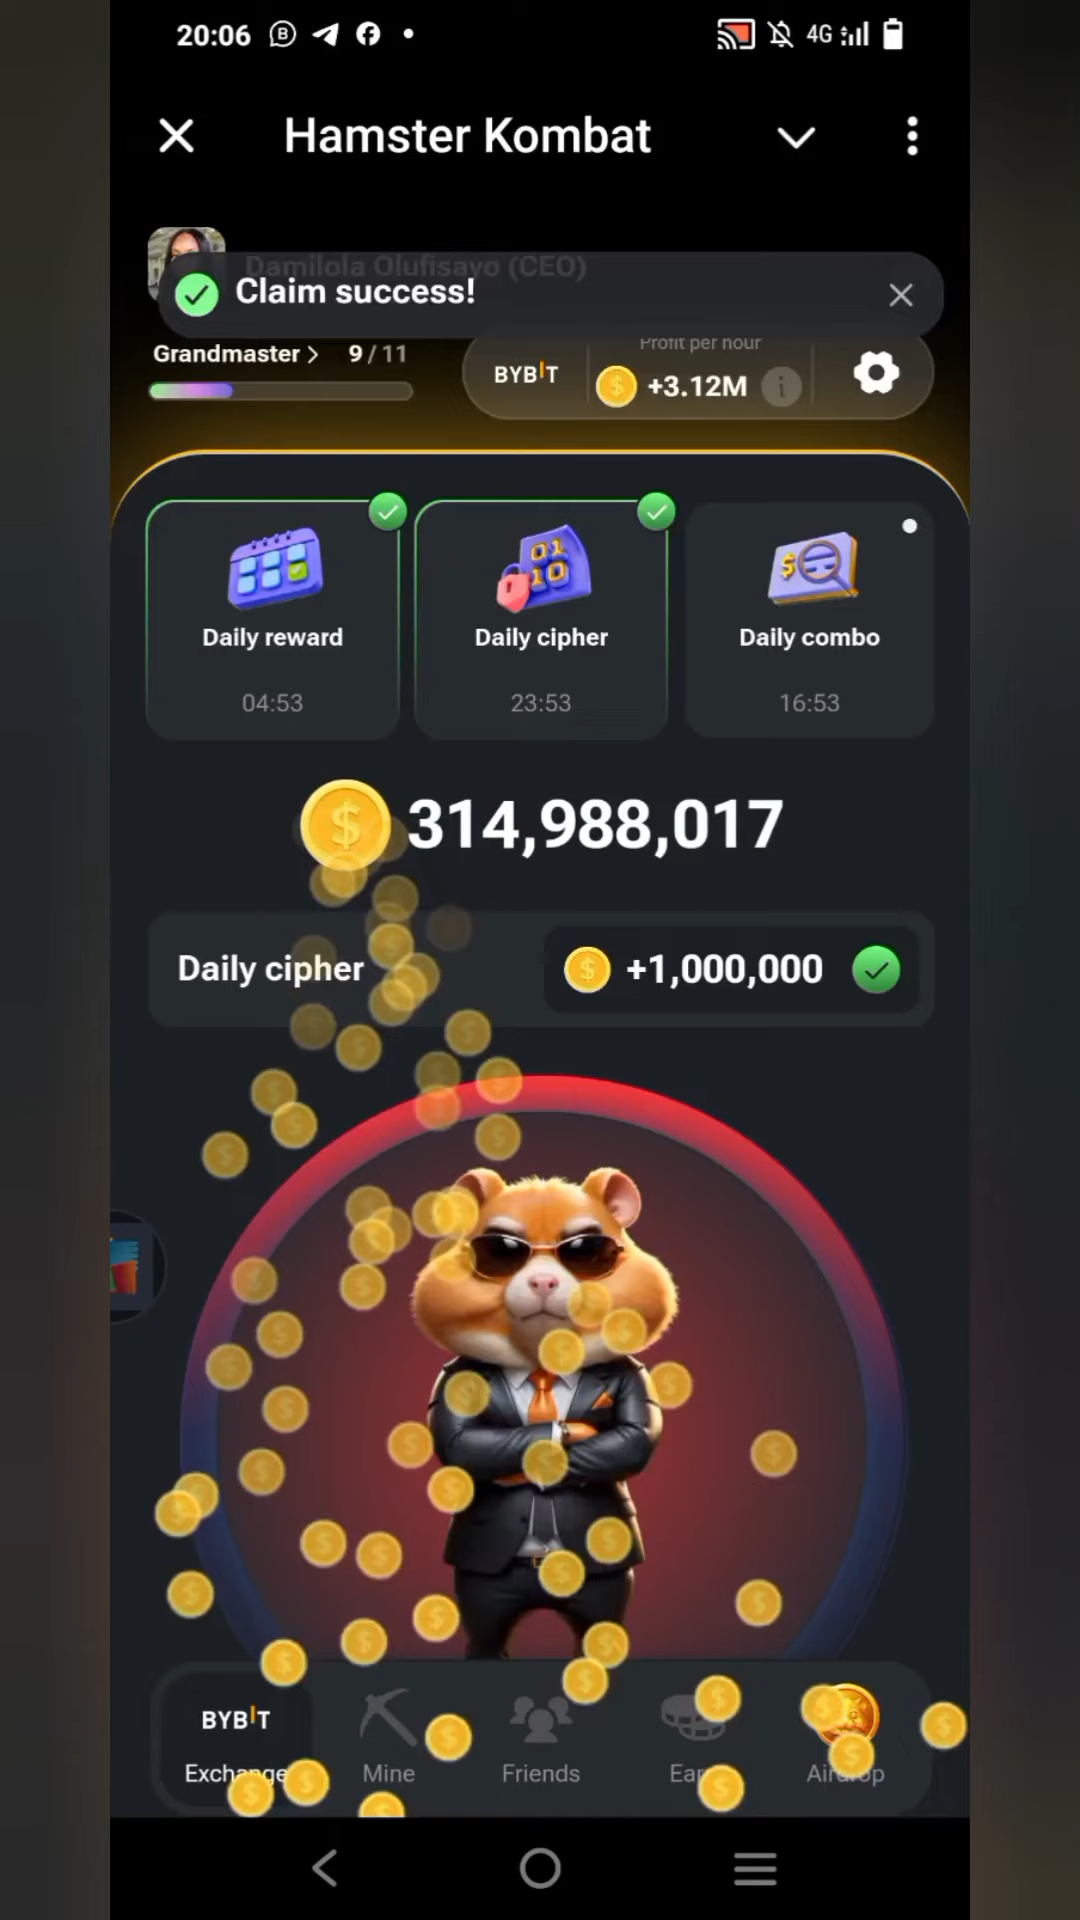 20:06
4G
Hamster Kombat
Damilola Olufisayo (CEO)
Claim success!
Grandmaster > 9 / 11
BYBIT
Profit per hour
+3.12M
Daily reward
04:53
Daily cipher
23:53
Daily combo
16:53
314,988,017
Daily cipher
+1,000,000
BYBIT
Exchange
Mine
Friends
Earn
Airdrop